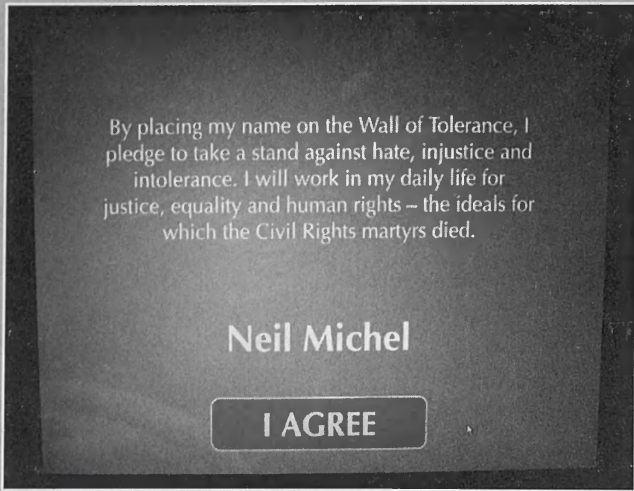 By placing my name on the Wall of Tolerance, I
pledge to take a stand against hate, injustice and
intolerance. I will work in my daily life for
justice, equality and human rights – the ideals for
which the Civil Rights martyrs died.
Neil Michel
I AGREE